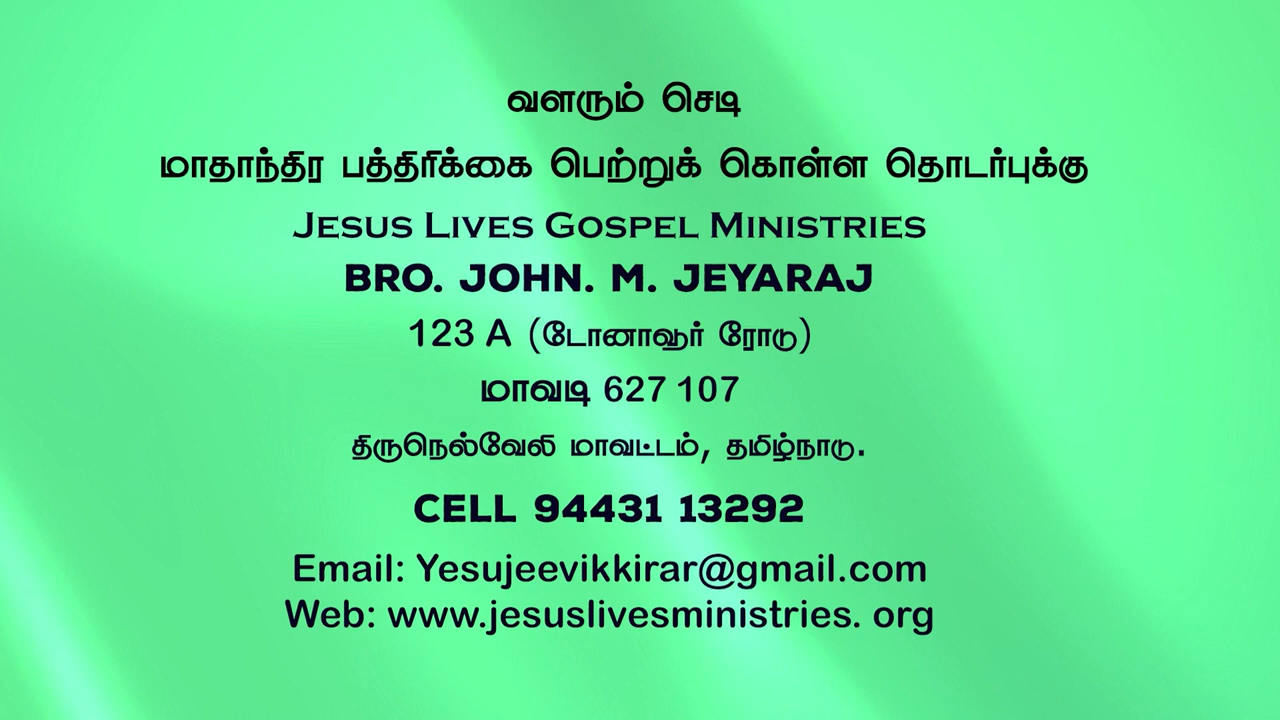 வளரும் செடி
மாதாந்திர பத்திரிக்கை பெற்றுக் கொள்ள தொடர்புக்கு
JESUS LIVES GOSPEL MINISTRIES
BRO. JOHN. M. JEYARAJ
123 A (டோனாவூர் ரோடு)
மாவடி 627 107
திருநெல்வேலி மாவட்டம், தமிழ்நாடு.
CELL 94431 13292
Email: Yesujeevikkirar@gmail.com
Web: www.jesuslivesministries. org